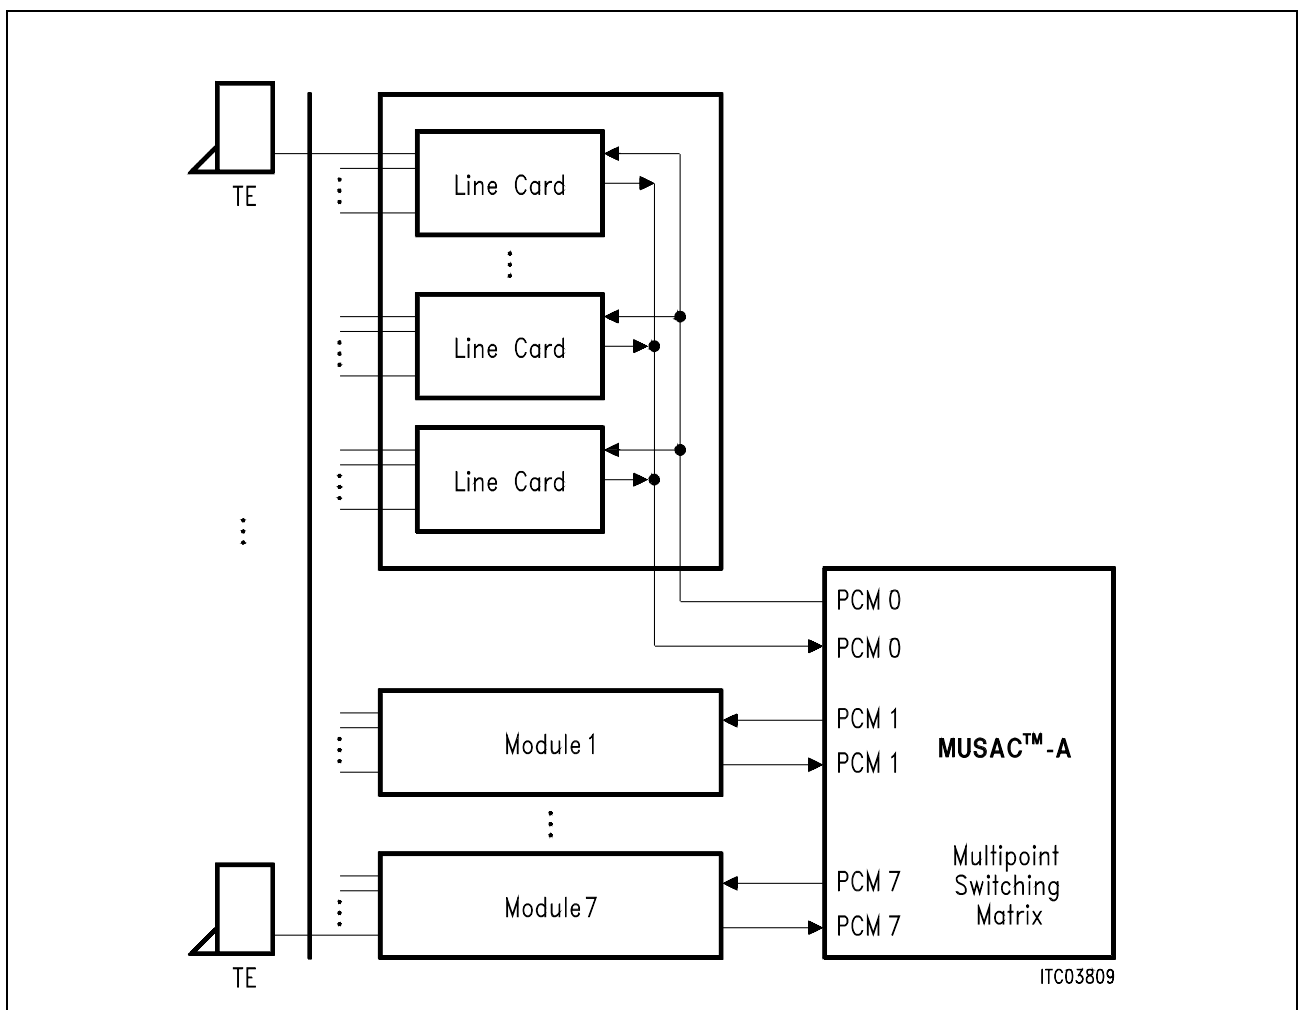 TE
Line Card
Line Card
Line Card
PCM 0
PCM 0
Module 1
PCM 1
PCM 1
MUSAC™-A
Module 7
PCM 7
PCM 7
Multipoint
Switching
Matrix
TE
ITC03809